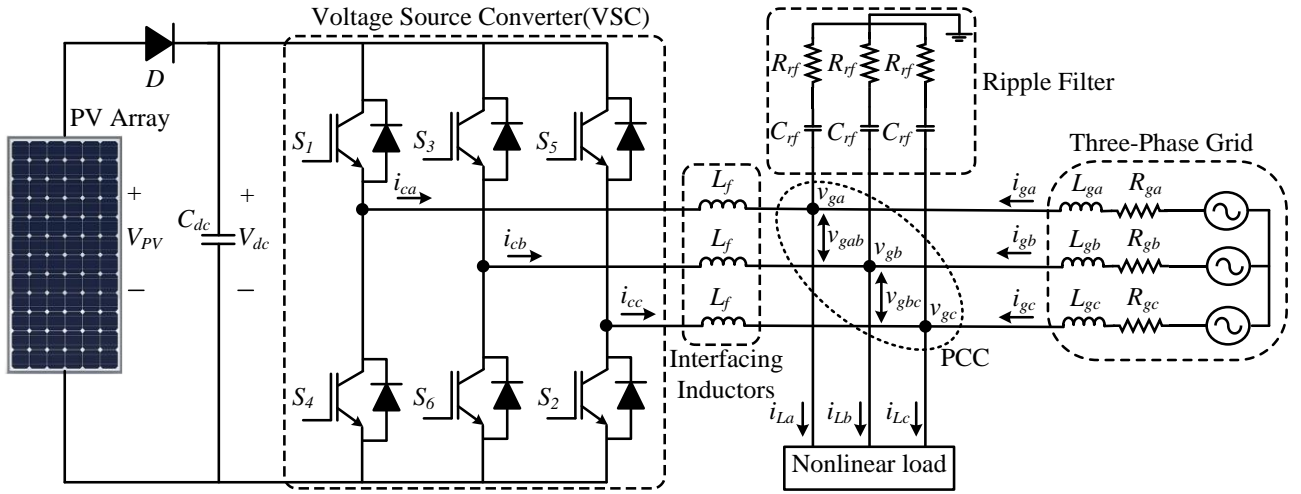 Voltage Source Converter(VSC)
D
PV Array
+
V_PV
−
C_dc
+
V_dc
−
S_1
S_3
S_5
S_4
S_6
S_2
i_ca
i_cb
i_cc
L_f
L_f
L_f
Interfacing
Inductors
R_rf
R_rf
R_rf
C_rf
C_rf
C_rf
Ripple Filter
v_ga
v_gab
v_gb
v_gbc
v_gc
PCC
Three-Phase Grid
i_ga
L_ga
R_ga
i_gb
L_gb
R_gb
i_gc
L_gc
R_gc
i_La
i_Lb
i_Lc
Nonlinear load